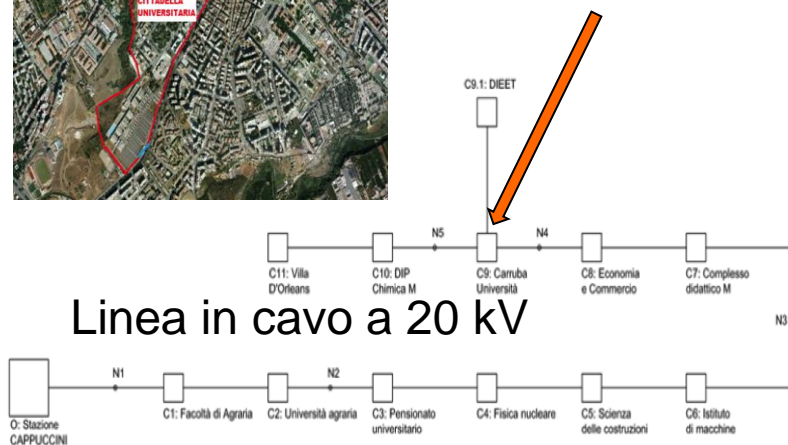 CITTADELLA
UNIVERSITARIA
C9.1: DIEET
N5
N4
C11: Villa
D'Orleans
C10: DIP
Chimica M
C9: Carruba
Università
C8: Economia
e Commercio
C7: Complesso
didattico M
Linea in cavo a 20 kV
N3
N1
N2
O: Stazione
CAPPUCCINI
C1: Facoltà di Agraria
C2: Università agraria
C3: Pensionato
universitario
C4: Fisica nucleare
C5: Scienza
delle costruzioni
C6: Istituto
di macchine